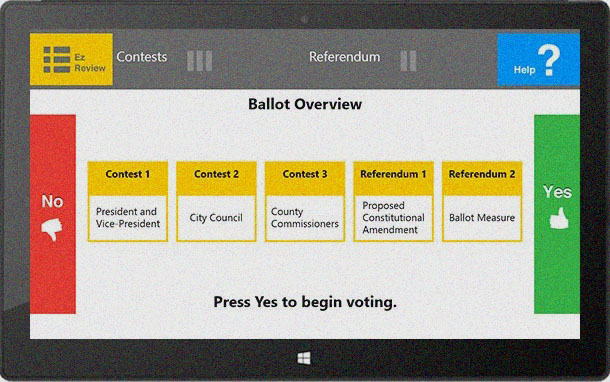 Ez
Review
Contests
Referendum
Help ?
Ballot Overview
No
Yes
Contest 1
President and
Vice-President
Contest 2
City Council
Contest 3
County
Commissioners
Referendum 1
Proposed
Constitutional
Amendment
Referendum 2
Ballot Measure
Press Yes to begin voting.